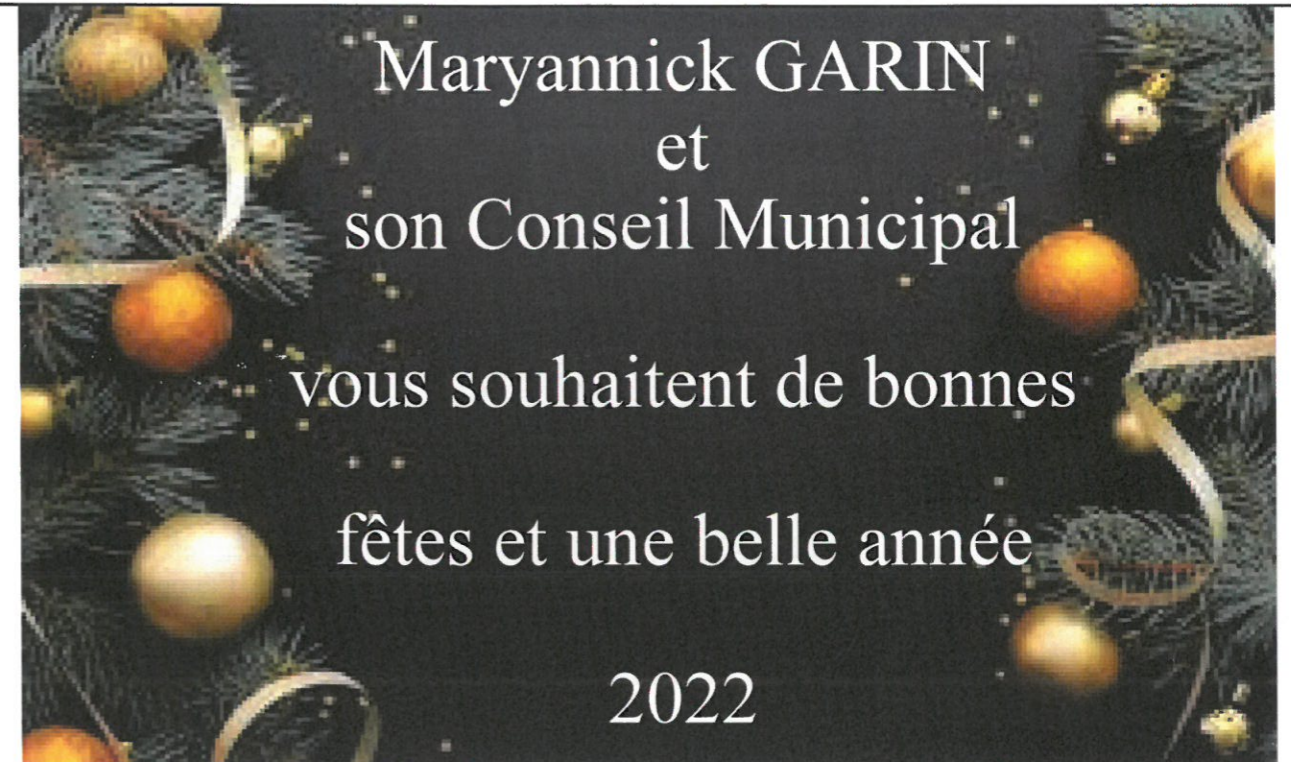 Maryannick GARIN
et
son Conseil Municipal
vous souhaitent de bonnes
fêtes et une belle année
2022